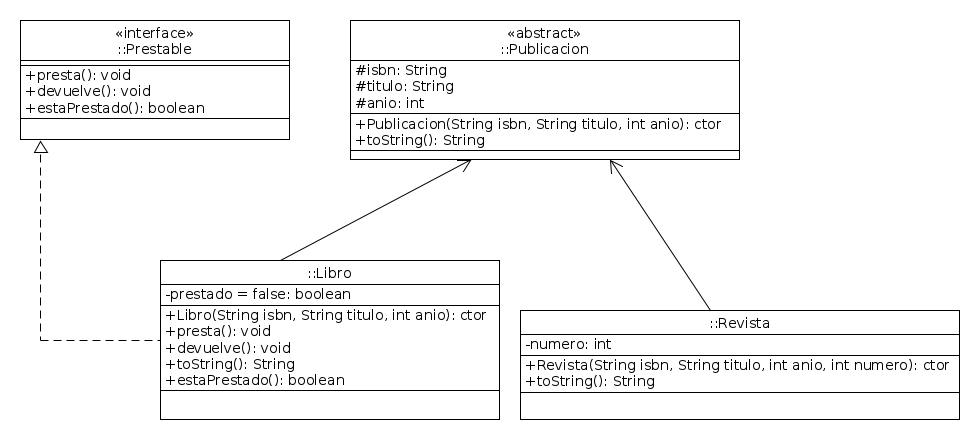 «interface»
::Prestable
+presta(): void
+devuelve(): void
+estaPrestado(): boolean
«abstract»
::Publicacion
#isbn: String
#titulo: String
#anio: int
+Publicacion(String isbn, String titulo, int anio): ctor
+toString(): String
::Libro
-prestado = false: boolean
+Libro(String isbn, String titulo, int anio): ctor
+presta(): void
+devuelve(): void
+toString(): String
+estaPrestado(): boolean
::Revista
-numero: int
+Revista(String isbn, String titulo, int anio, int numero): ctor
+toString(): String